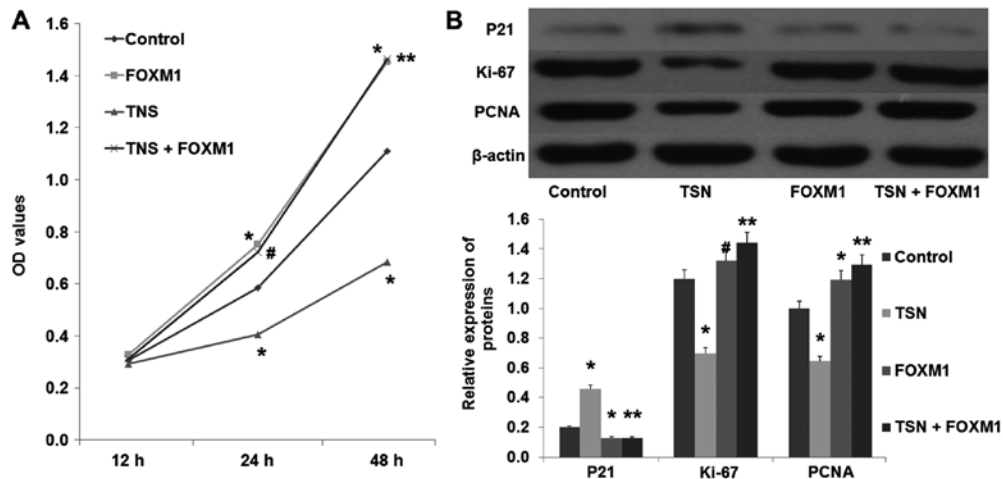 A
1.6
1.4
1.2
1.0
0.8
0.6
0.4
0.2
0.0
OD values
Control
FOXM1
TNS
TNS + FOXM1
*
#
*
*
**
*
12 h
24 h
48 h
B
P21
Ki-67
PCNA
β-actin
Control
TSN
FOXM1
TSN + FOXM1
Relative expression of
proteins
1.6
1.4
1.2
1.0
0.8
0.6
0.4
0.2
0.0
*
*
**
*
#
**
*
*
**
P21
Ki-67
PCNA
Control
TSN
FOXM1
TSN + FOXM1